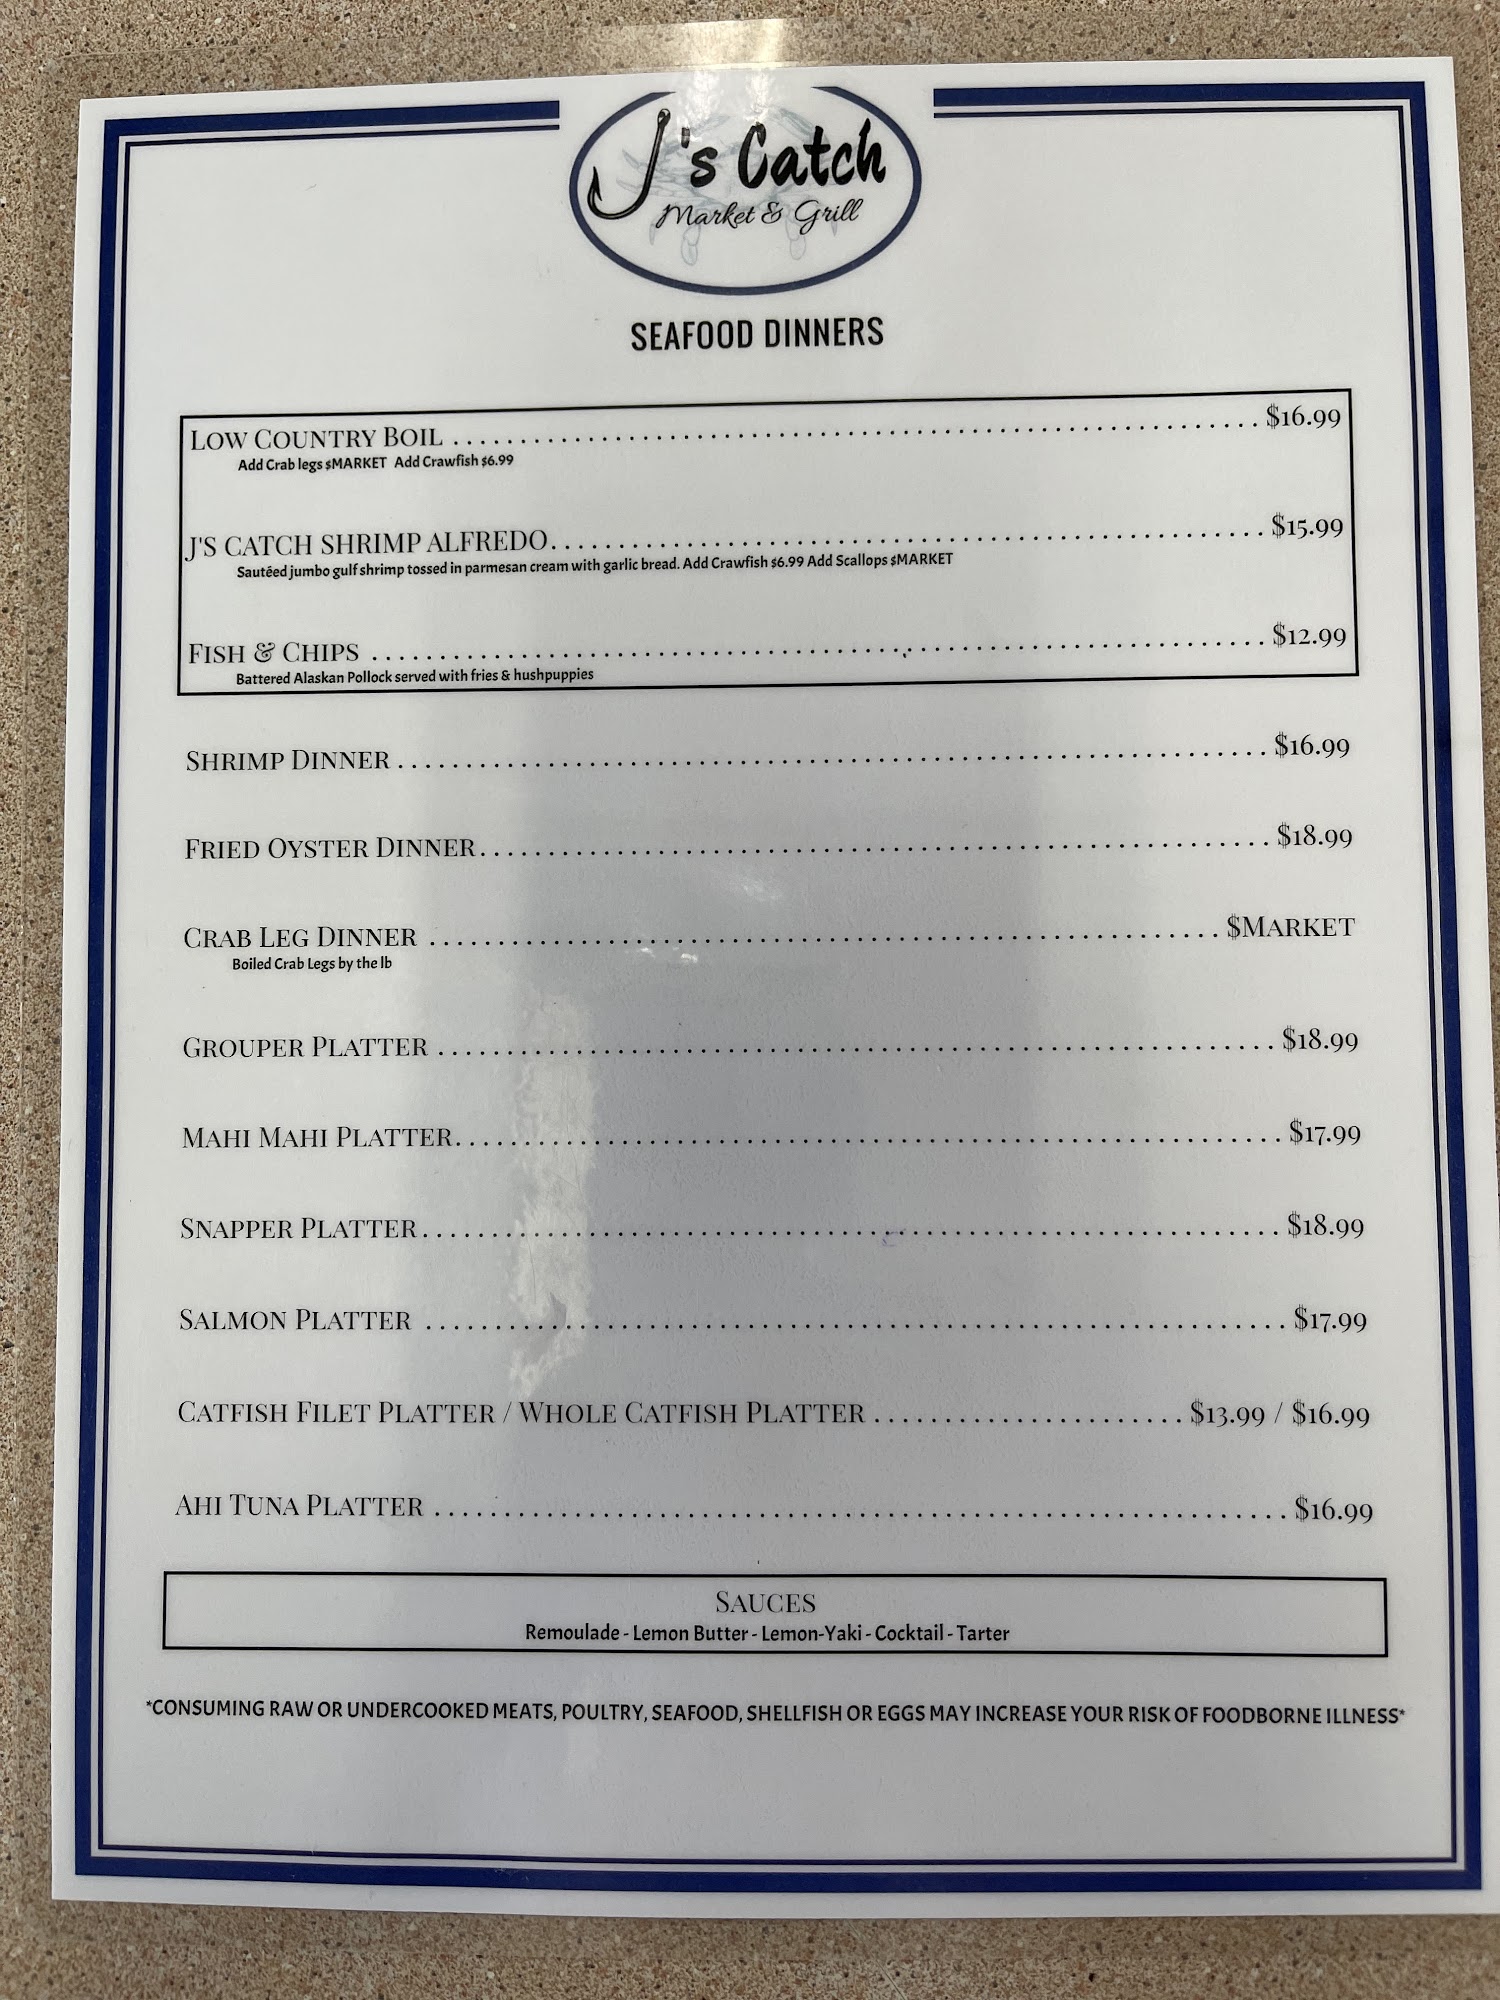 J's Catch
Market & Grill
SEAFOOD DINNERS
LOW COUNTRY BOIL ........................................................... $16.99
Add Crab legs $MARKET Add Crawfish $6.99
J'S CATCH SHRIMP ALFREDO..................................................... $15.99
Sautéed jumbo gulf shrimp tossed in parmesan cream with garlic bread. Add Crawfish $6.99 Add Scallops $MARKET
FISH & CHIPS .................................................................. $12.99
Battered Alaskan Pollock served with fries & hushpuppies
SHRIMP DINNER ................................................................ $16.99
FRIED OYSTER DINNER.......................................................... $18.99
CRAB LEG DINNER .......................................................... $MARKET
Boiled Crab Legs by the lb
GROUPER PLATTER ............................................................. $18.99
MAHI MAHI PLATTER............................................................ $17.99
SNAPPER PLATTER............................................................... $18.99
SALMON PLATTER .............................................................. $17.99
CATFISH FILET PLATTER / WHOLE CATFISH PLATTER ....................... $13.99 / $16.99
AHI TUNA PLATTER ............................................................. $16.99
SAUCES
Remoulade - Lemon Butter - Lemon-Yaki - Cocktail - Tarter
*CONSUMING RAW OR UNDERCOOKED MEATS, POULTRY, SEAFOOD, SHELLFISH OR EGGS MAY INCREASE YOUR RISK OF FOODBORNE ILLNESS*